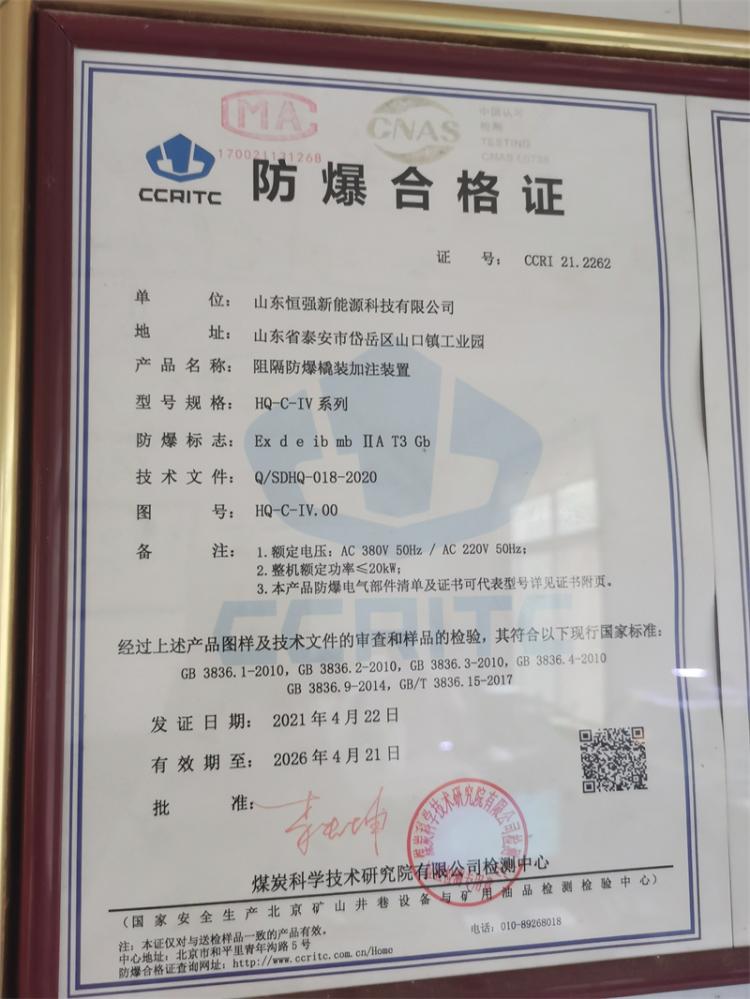 MA
170021131268
CNAS
中国认可
检测
TESTING
CCRITC
防爆合格证
证 号： CCRI 21.2262
单 位： 山东恒强新能源科技有限公司
地 址： 山东省泰安市岱岳区山口镇工业园
产品名称： 阻隔防爆橇装加注装置
型号规格： HQ-C-IV 系列
防爆标志： Ex d e ib mb ⅡA T3 Gb
技术文件： Q/SDHQ-018-2020
图 号： HQ-C-IV.00
备 注： 1.额定电压：AC 380V 50Hz / AC 220V 50Hz；
2.整机额定功率≤20kW；
3.本产品防爆电气部件清单及证书可代表型号详见证书附页。
CCRITC
经过上述产品图样及技术文件的审查和样品的检验，其符合以下现行国家标准：
GB 3836.1-2010，GB 3836.2-2010，GB 3836.3-2010，GB 3836.4-2010
GB 3836.9-2014，GB/T 3836.15-2017
发证日期： 2021 年 4 月 22 日
有效期至： 2026 年 4 月 21 日
批 准：
煤炭科学技术研究院有限公司检测中心
（国家安全生产北京矿山井巷设备与矿用油品检测检验中心）
注：本证仅对与送检样品一致的产品有效。
中心地址：北京市和平里青年沟路 5 号
电话：010-89268018
防爆合格证查询网址：http://www.ccritc.com.cn/Home